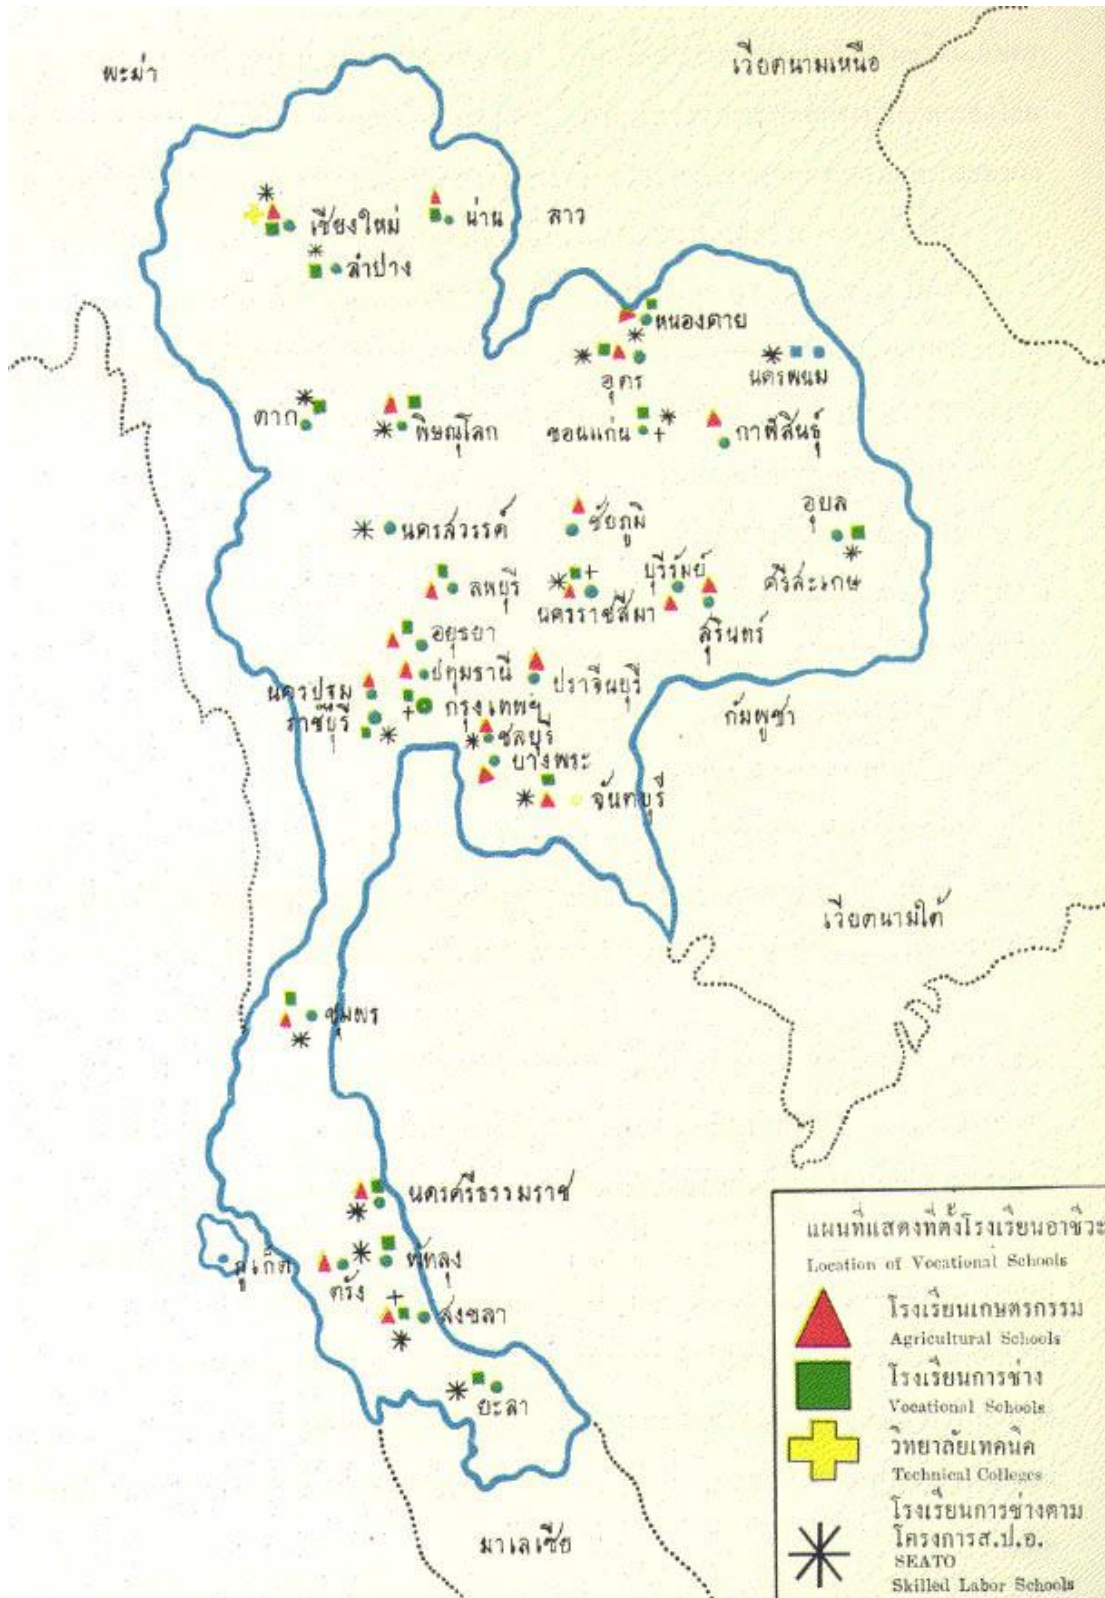 พะม่า
เวียตนามเหนือ
เชียงใหม่
น่าน
ลาว
ลำปาง
หนองคาย
อุดร
นครพนม
ตาก
พิษณุโลก
ขอนแก่น
กาฬสินธุ์
นครสวรรค์
ชัยภูมิ
อุบล
ศรีสะเกษ
ลพบุรี
นครราชสีมา
บุรีรัมย์
สุรินทร์
อยุธยา
ปทุมธานี
ปราจีนบุรี
นครปฐม
ราชบุรี
กรุงเทพฯ
กัมพูชา
ชลบุรี
บางพระ
จันทบุรี
เวียตนามใต้
ชุมพร
นครศรีธรรมราช
ภูเก็ต
ตรัง
พัทลุง
สงขลา
ยะลา
มาเลเซีย
แผนที่แสดงที่ตั้งโรงเรียนอาชีวะ
Location of Vocational Schools
โรงเรียนเกษตรกรรม
Agricultural Schools
โรงเรียนการช่าง
Vocational Schools
วิทยาลัยเทคนิค
Technical Colleges
โรงเรียนการช่างตาม
โครงการส.ป.อ.
SEATO
Skilled Labor Schools